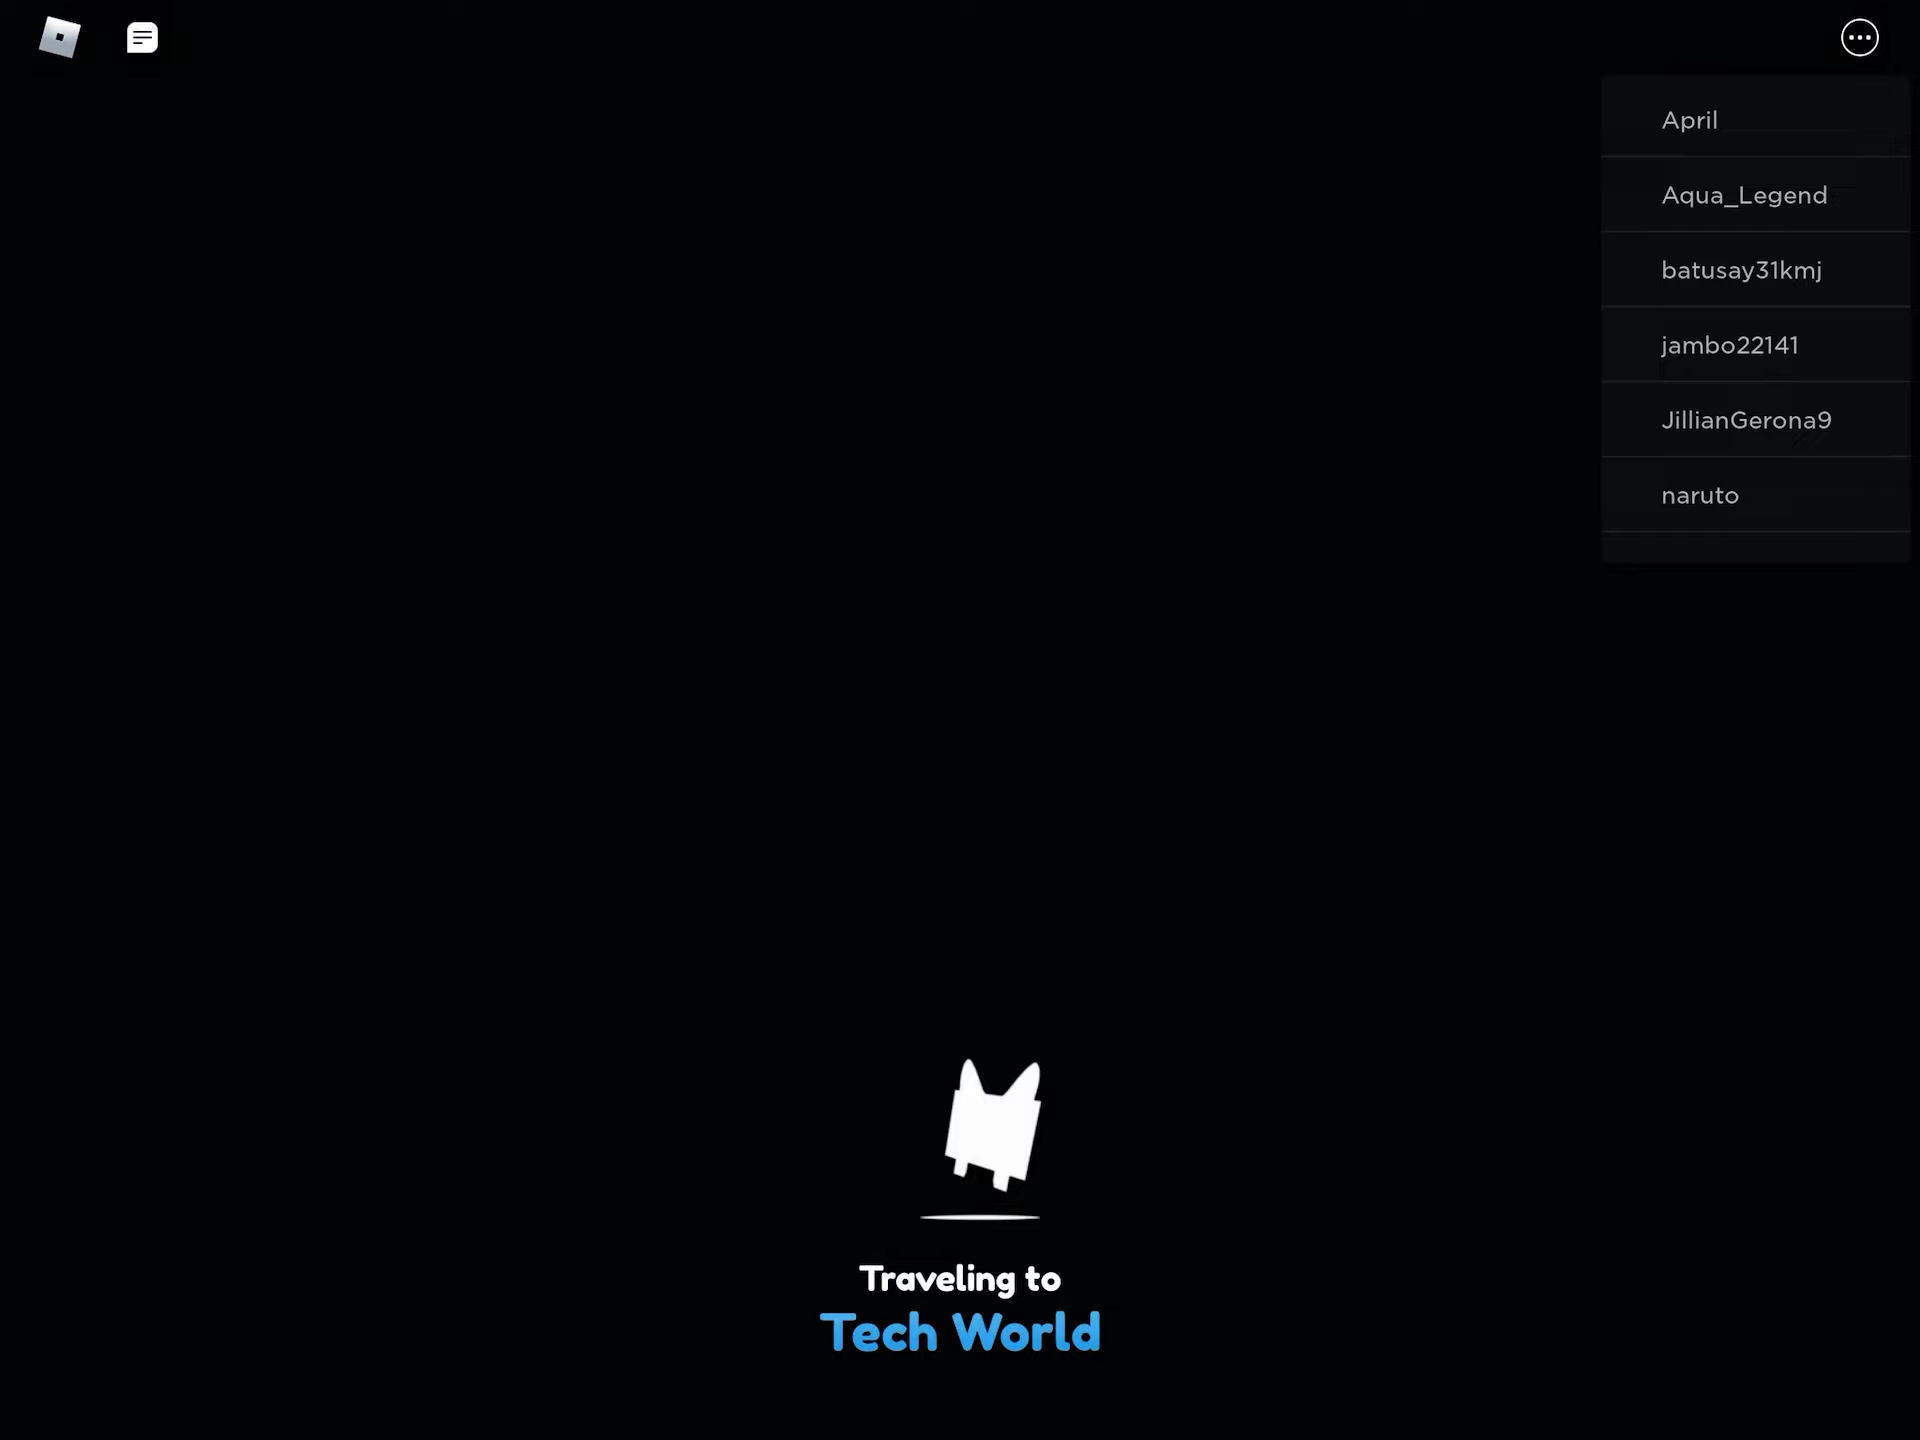 April
Aqua_Legend
batusay31kmj
jambo22141
JillianGerona9
naruto
Traveling to
Tech World